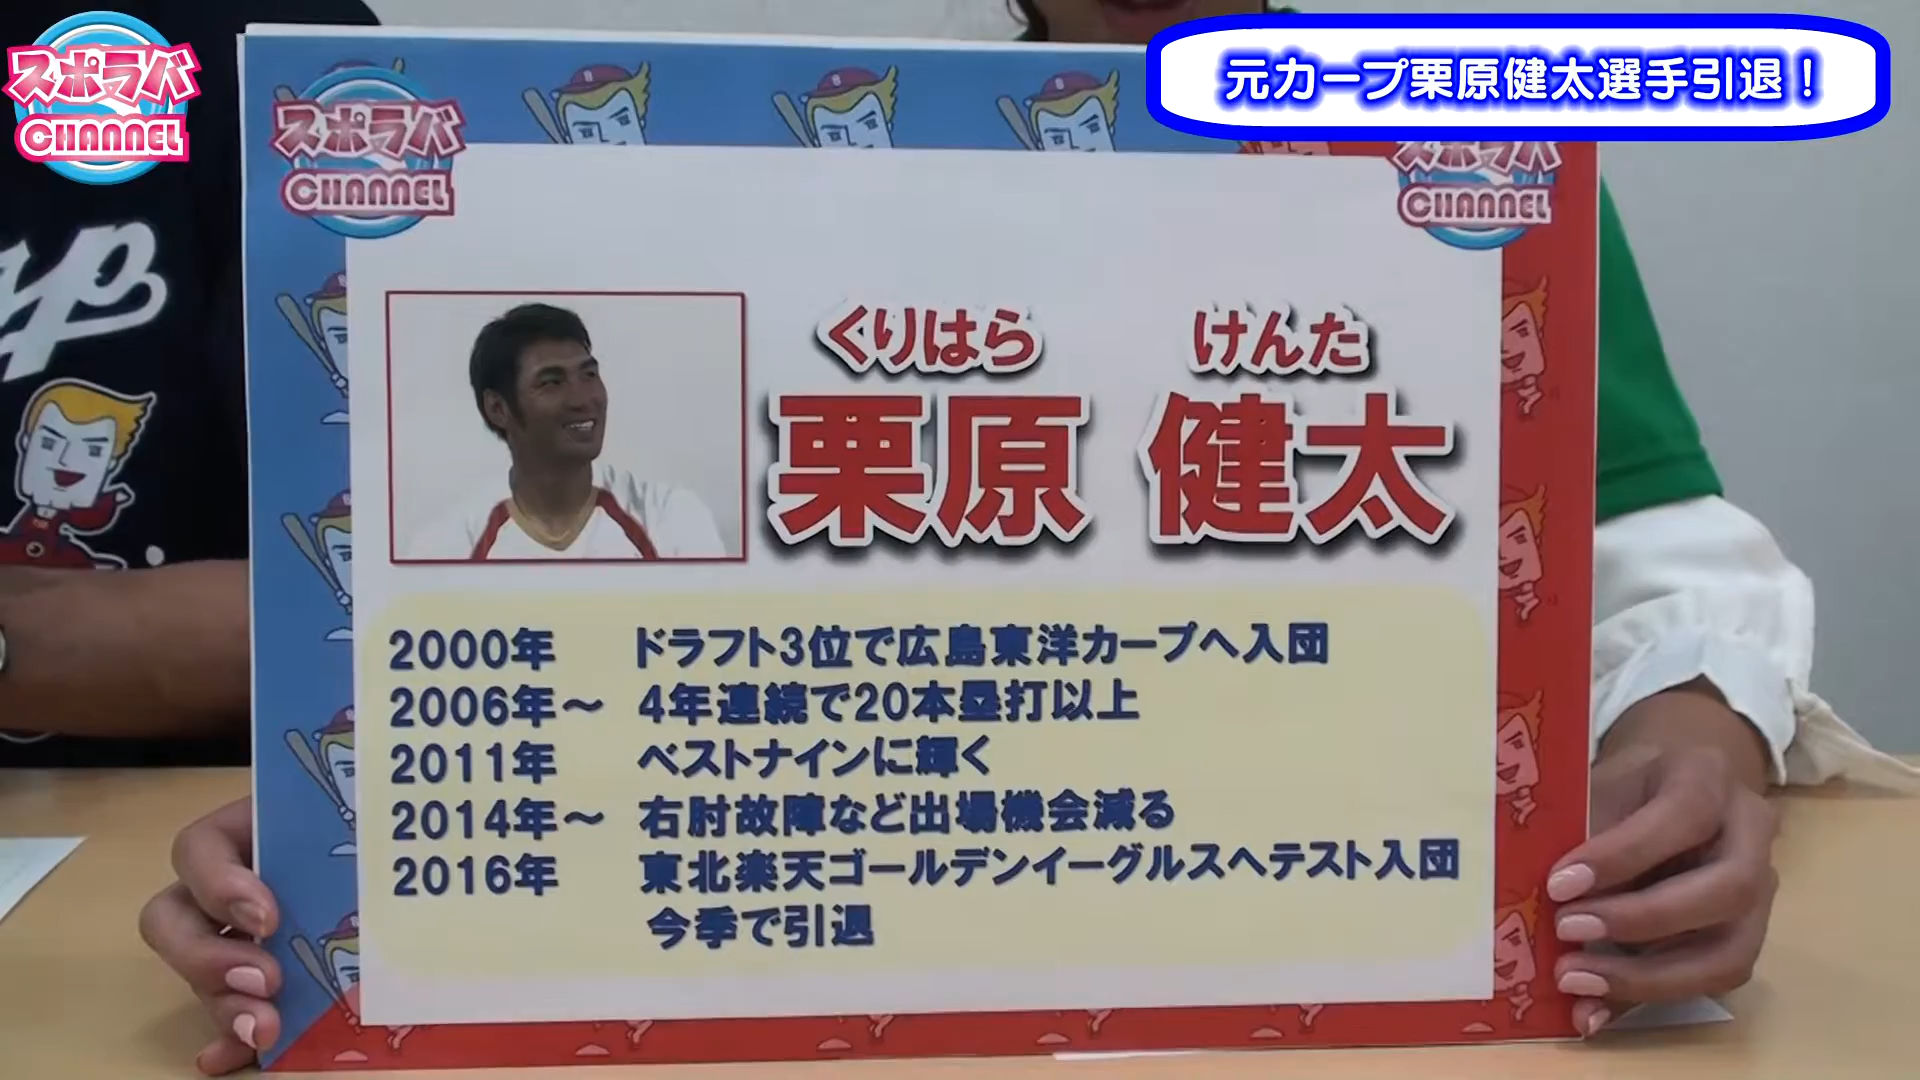 スポラバ
CHANNEL
元カープ栗原健太選手引退！
スポラバ
CHANNEL
スポラバ
CHANNEL
くりはら けんた
栗原 健太
2000年 ドラフト3位で広島東洋カープへ入団
2006年～ 4年連続で20本塁打以上
2011年 ベストナインに輝く
2014年～ 右肘故障など出場機会減る
2016年 東北楽天ゴールデンイーグルスへテスト入団
今季で引退